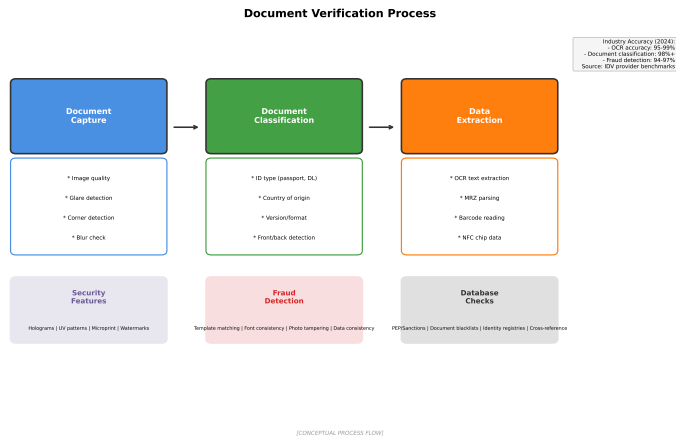 Document Verification Process
Industry Accuracy (2024):
- OCR accuracy: 95-99%
- Document classification: 98%+
- Fraud detection: 94-97%
Source: IDV provider benchmarks
Document
Capture
Document
Classification
Data
Extraction
* Image quality
* Glare detection
* Corner detection
* Blur check
* ID type (passport, DL)
* Country of origin
* Version/format
* Front/back detection
* OCR text extraction
* MRZ parsing
* Barcode reading
* NFC chip data
Security
Features
Holograms | UV patterns | Microprint | Watermarks
Fraud
Detection
Template matching | Font consistency | Photo tampering | Data consistency
Database
Checks
PEP/Sanctions | Document blacklists | Identity registries | Cross-reference
[CONCEPTUAL PROCESS FLOW]